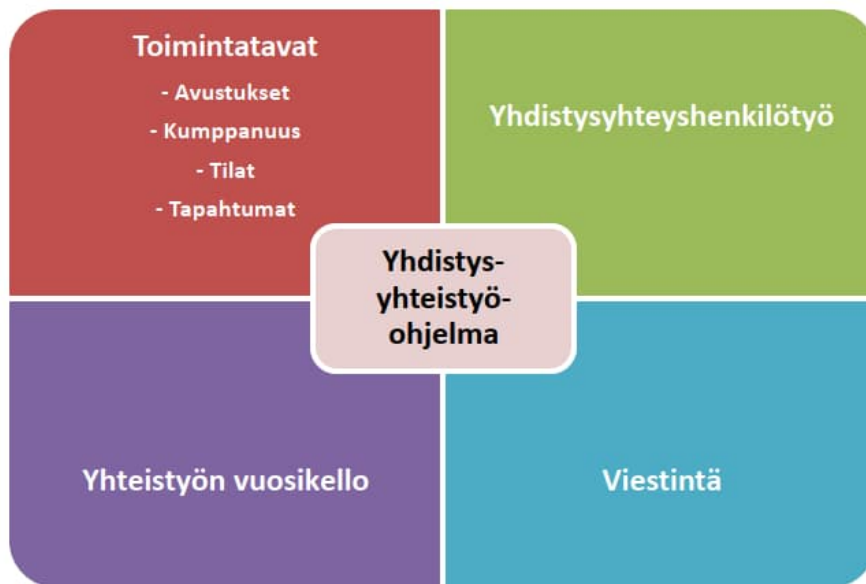 Toimintatavat
- Avustukset
- Kumppanuus
- Tilat
- Tapahtumat
Yhdistysyhteyshenkilötyö
Yhdistys-
yhteistyö-
ohjelma
Yhteistyön vuosikello
Viestintä